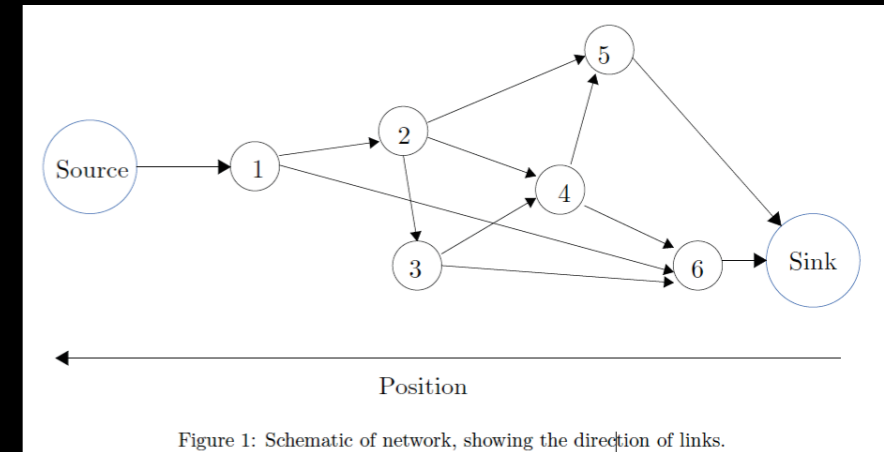 5
2
Source
1
4
3
6
Sink
Position
Figure 1: Schematic of network, showing the direction of links.